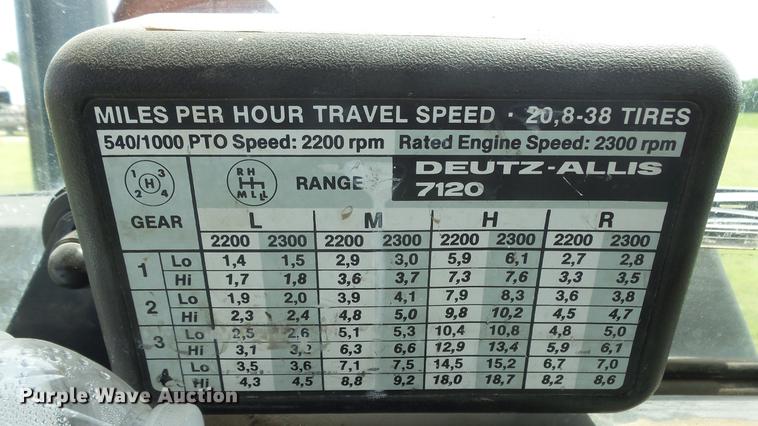 MILES PER HOUR TRAVEL SPEED · 20,8-38 TIRES
540/1000 PTO Speed: 2200 rpm Rated Engine Speed: 2300 rpm
1 3 H 2 4 R H M L L RANGE DEUTZ-ALLIS
7120
GEAR L M H R
2200 2300 2200 2300 2200 2300 2200 2300
1 Lo 1,4 1,5 2,9 3,0 5,9 6,1 2,7 2,8
Hi 1,7 1,8 3,6 3,7 7,3 7,6 3,3 3,5
2 Lo 1,9 2,0 3,9 4,1 7,9 8,3 3,6 3,8
Hi 2,3 2,4 4,8 5,0 9,8 10,2 4,5 4,7
3 Lo 2,5 2,6 5,1 5,3 10,4 10,8 4,8 5,0
Hi 3,1 3,2 6,3 6,6 12,9 13,4 5,9 6,1
4 Lo 3,5 3,6 7,1 7,5 14,5 15,2 6,7 7,0
Hi 4,3 4,5 8,8 9,2 18,0 18,7 8,2 8,6
Purple Wave Auction